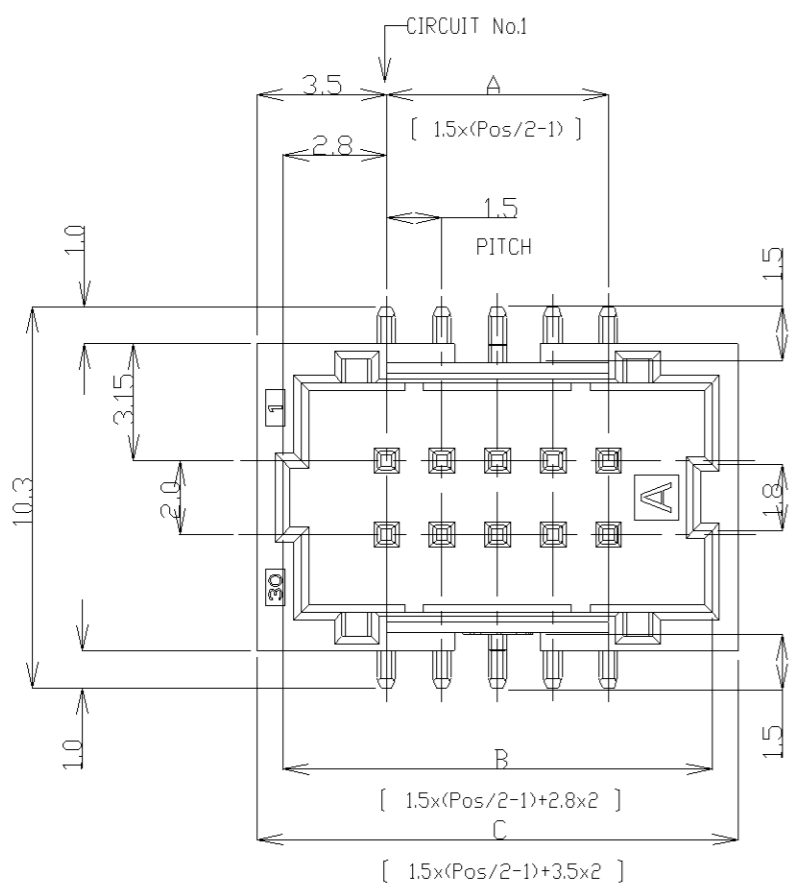 CIRCUIT No.1
3.5
A
[ 1.5x(Pos/2-1) ]
2.8
1.5
PITCH
1.0
1.5
3.15
1
10.3
2.0
A
1.8
30
1.0
1.5
B
[ 1.5x(Pos/2-1)+2.8x2 ]
C
[ 1.5x(Pos/2-1)+3.5x2 ]